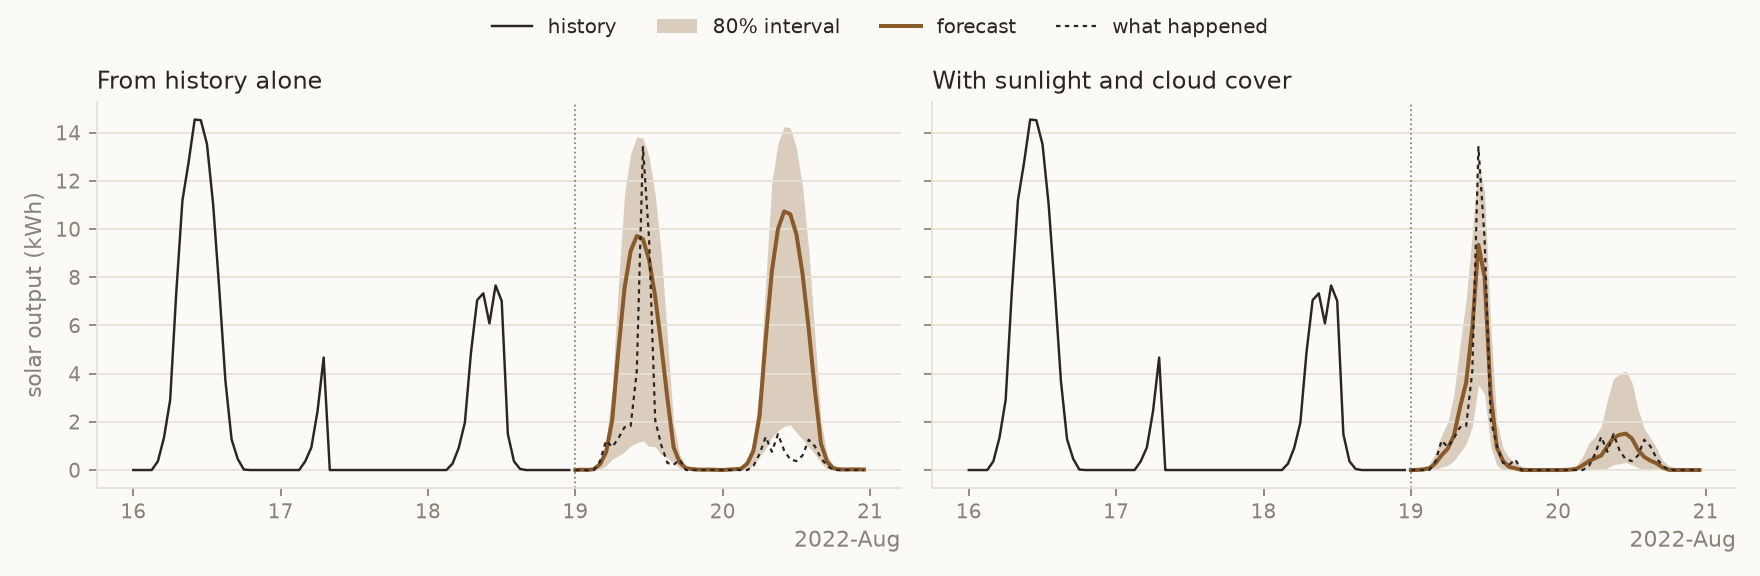 history 80% interval forecast what happened
From history alone
With sunlight and cloud cover
solar output (kWh)
14
12
10
8
6
4
2
0
16 17 18 19 20 21
2022-Aug
16 17 18 19 20 21
2022-Aug